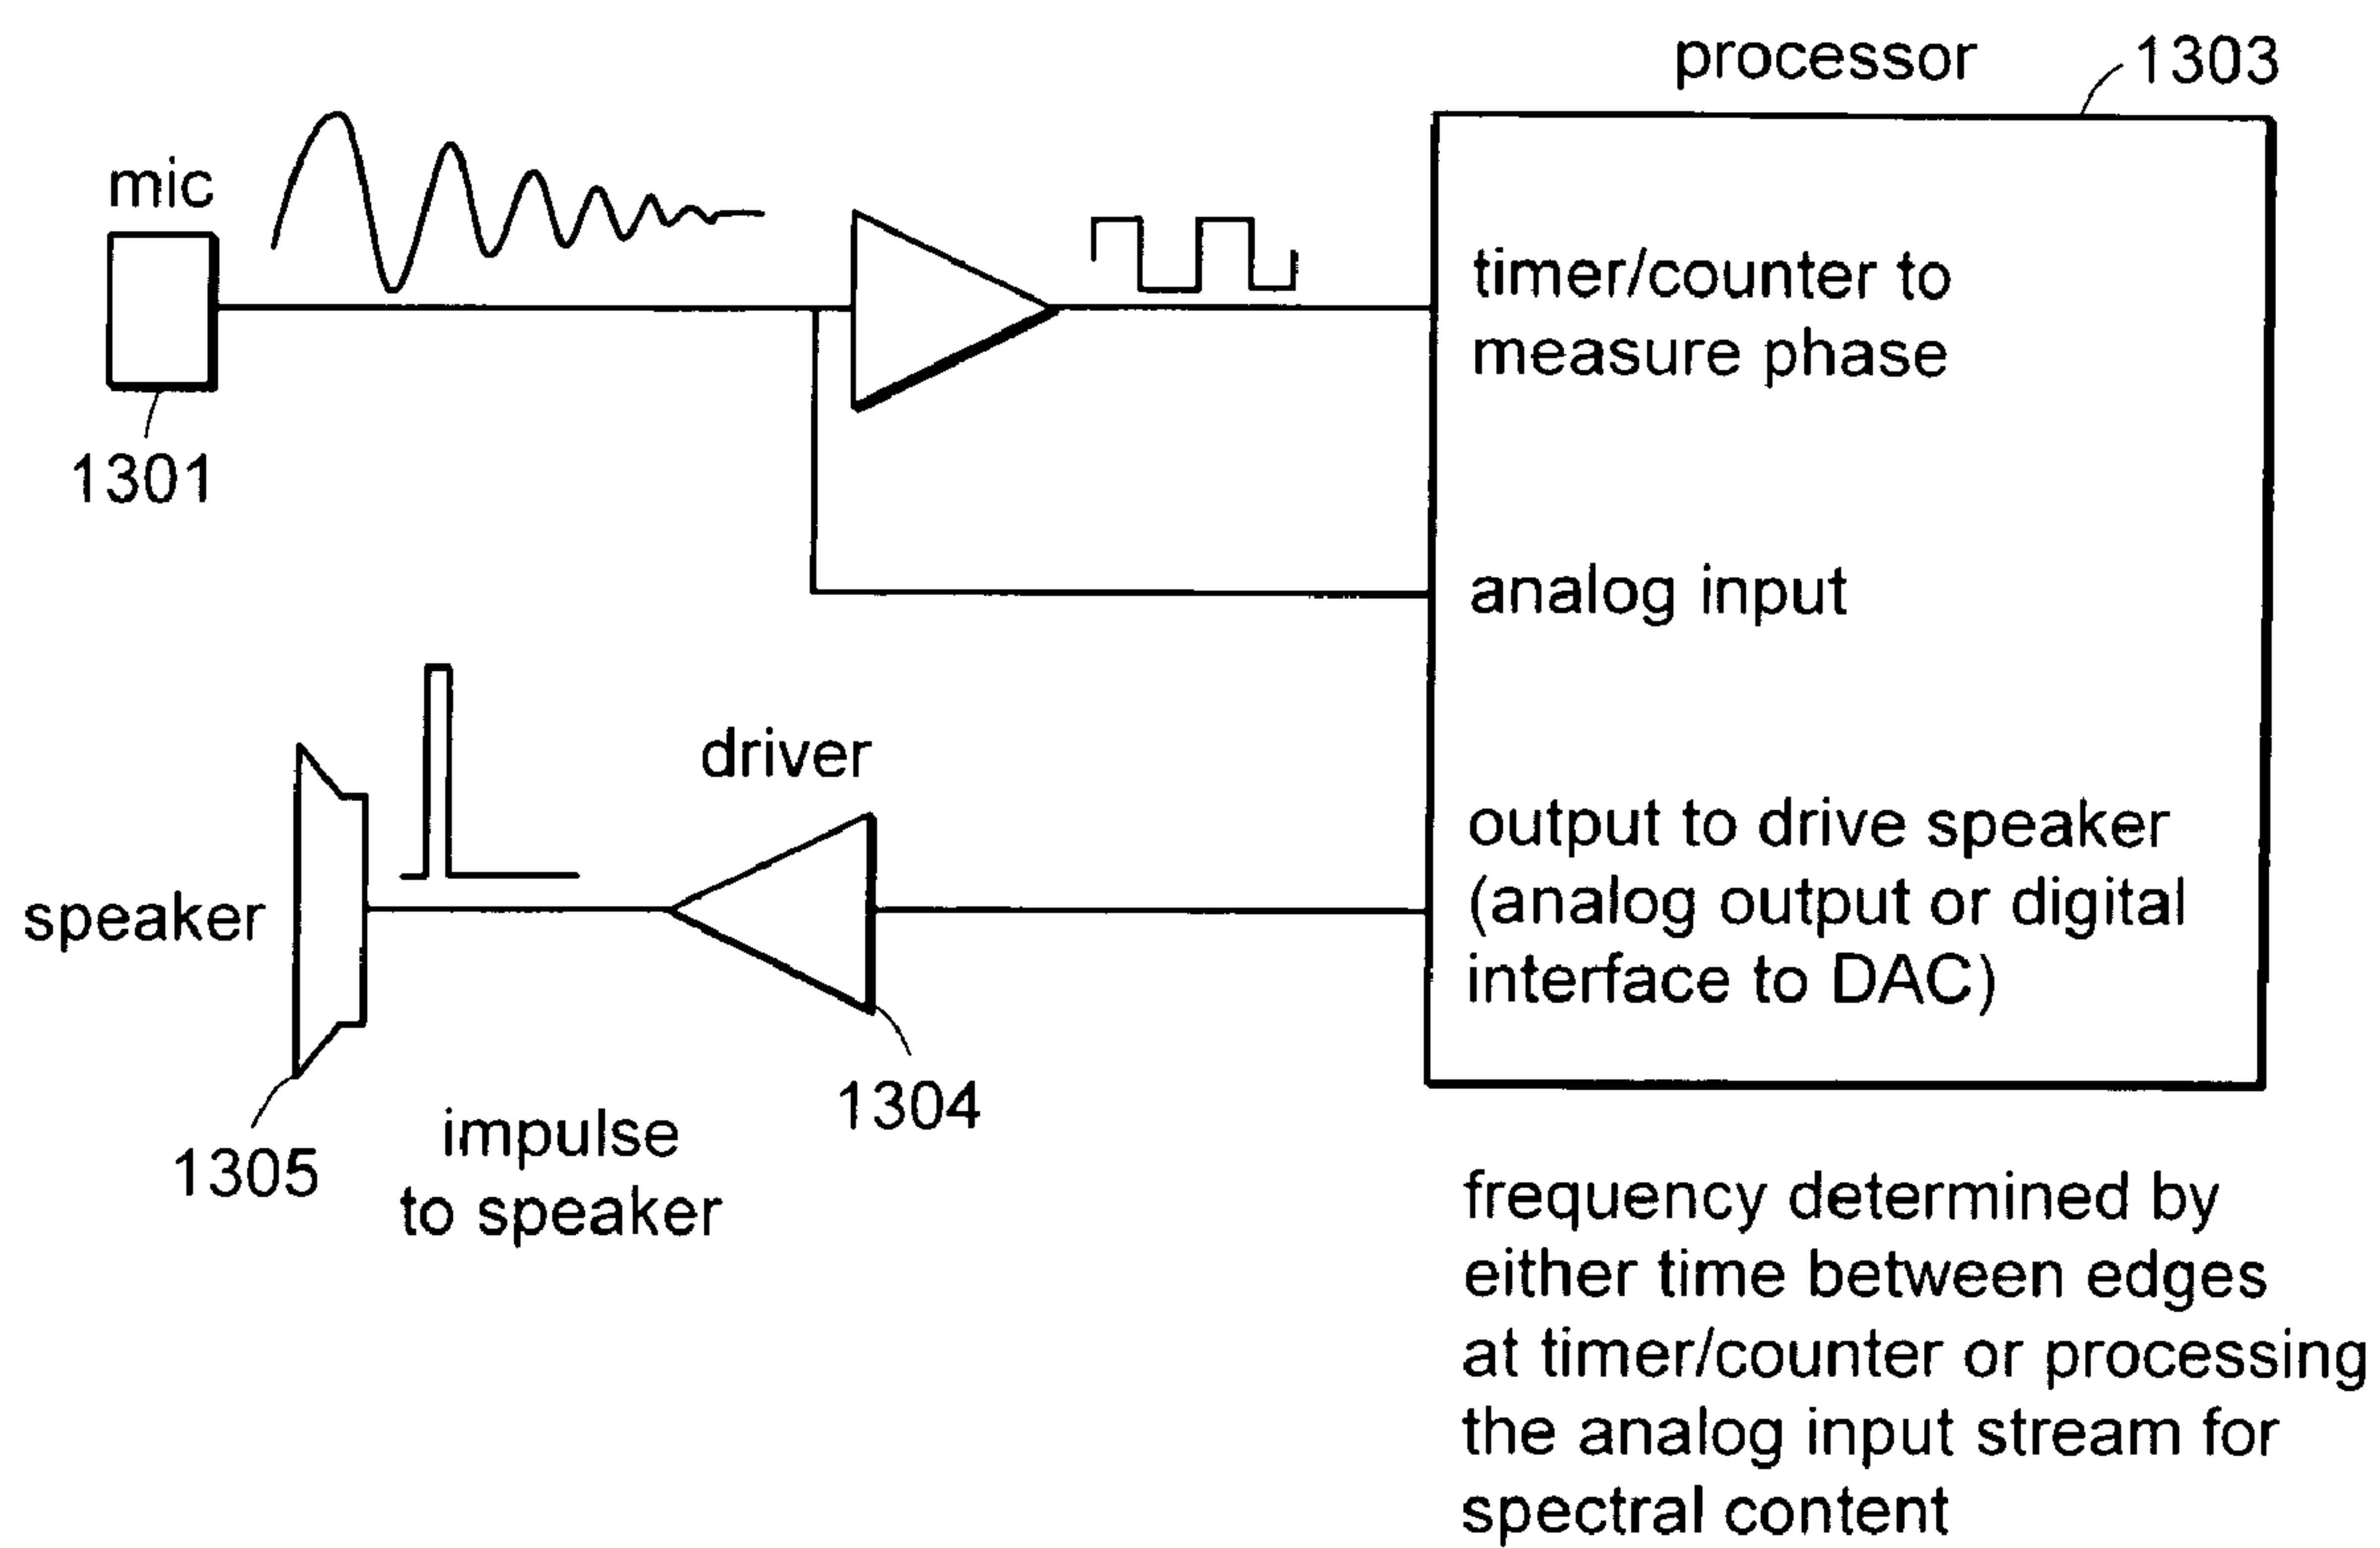 processor
1303
mic
timer/counter to
measure phase
1301
analog input
driver
output to drive speaker
(analog output or digital
interface to DAC)
speaker
1304
1305
impulse
to speaker
frequency determined by
either time between edges
at timer/counter or processing
the analog input stream for
spectral content